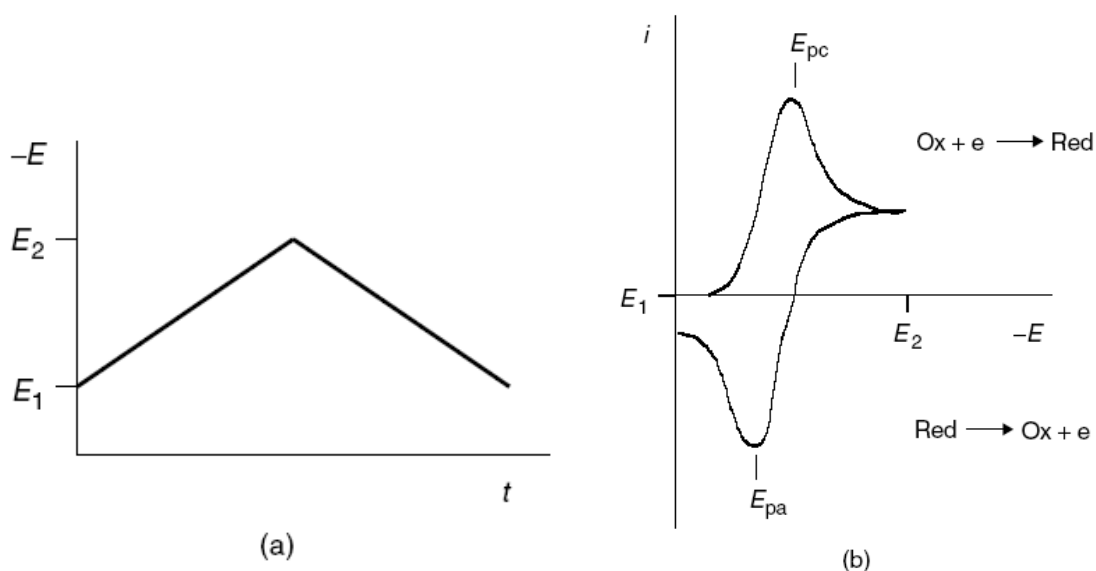 –E
E2
E1
t
(a)
i
Epc
Ox + e ⟶ Red
E1
E2
–E
Red ⟶ Ox + e
Epa
(b)